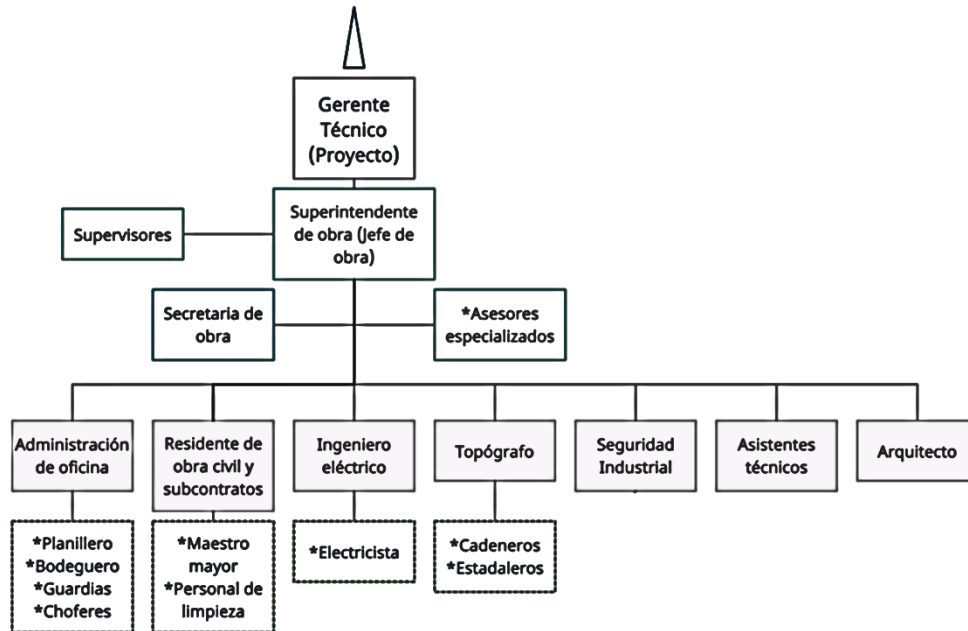 Gerente
Técnico
(Proyecto)
Superintendente
de obra (Jefe de
obra)
Supervisores
Secretaria de
obra
*Asesores
especializados
Administración
de oficina
Residente de
obra civil y
subcontratos
Ingeniero
eléctrico
Topógrafo
Seguridad
Industrial
Asistentes
técnicos
Arquitecto
*Planillero
*Bodeguero
*Guardias
*Choferes
*Maestro
mayor
*Personal de
limpieza
*Electricista
*Cadeneros
*Estadaleros